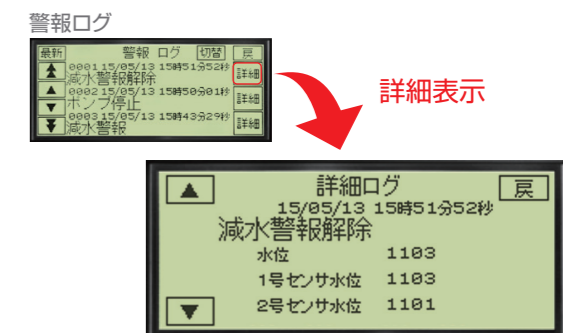 警報ログ
最新 警報 ログ 切替 戻
0001 15/05/13 15時51分52秒
減水警報解除 詳細
0002 15/05/13 15時50分01秒
ポンプ停止 詳細
0003 15/05/13 15時43分29秒
減水警報 詳細
詳細表示
▲ 詳細ログ 戻
15/05/13 15時51分52秒
減水警報解除
水位 1103
1号センサ水位 1103
▼ 2号センサ水位 1101